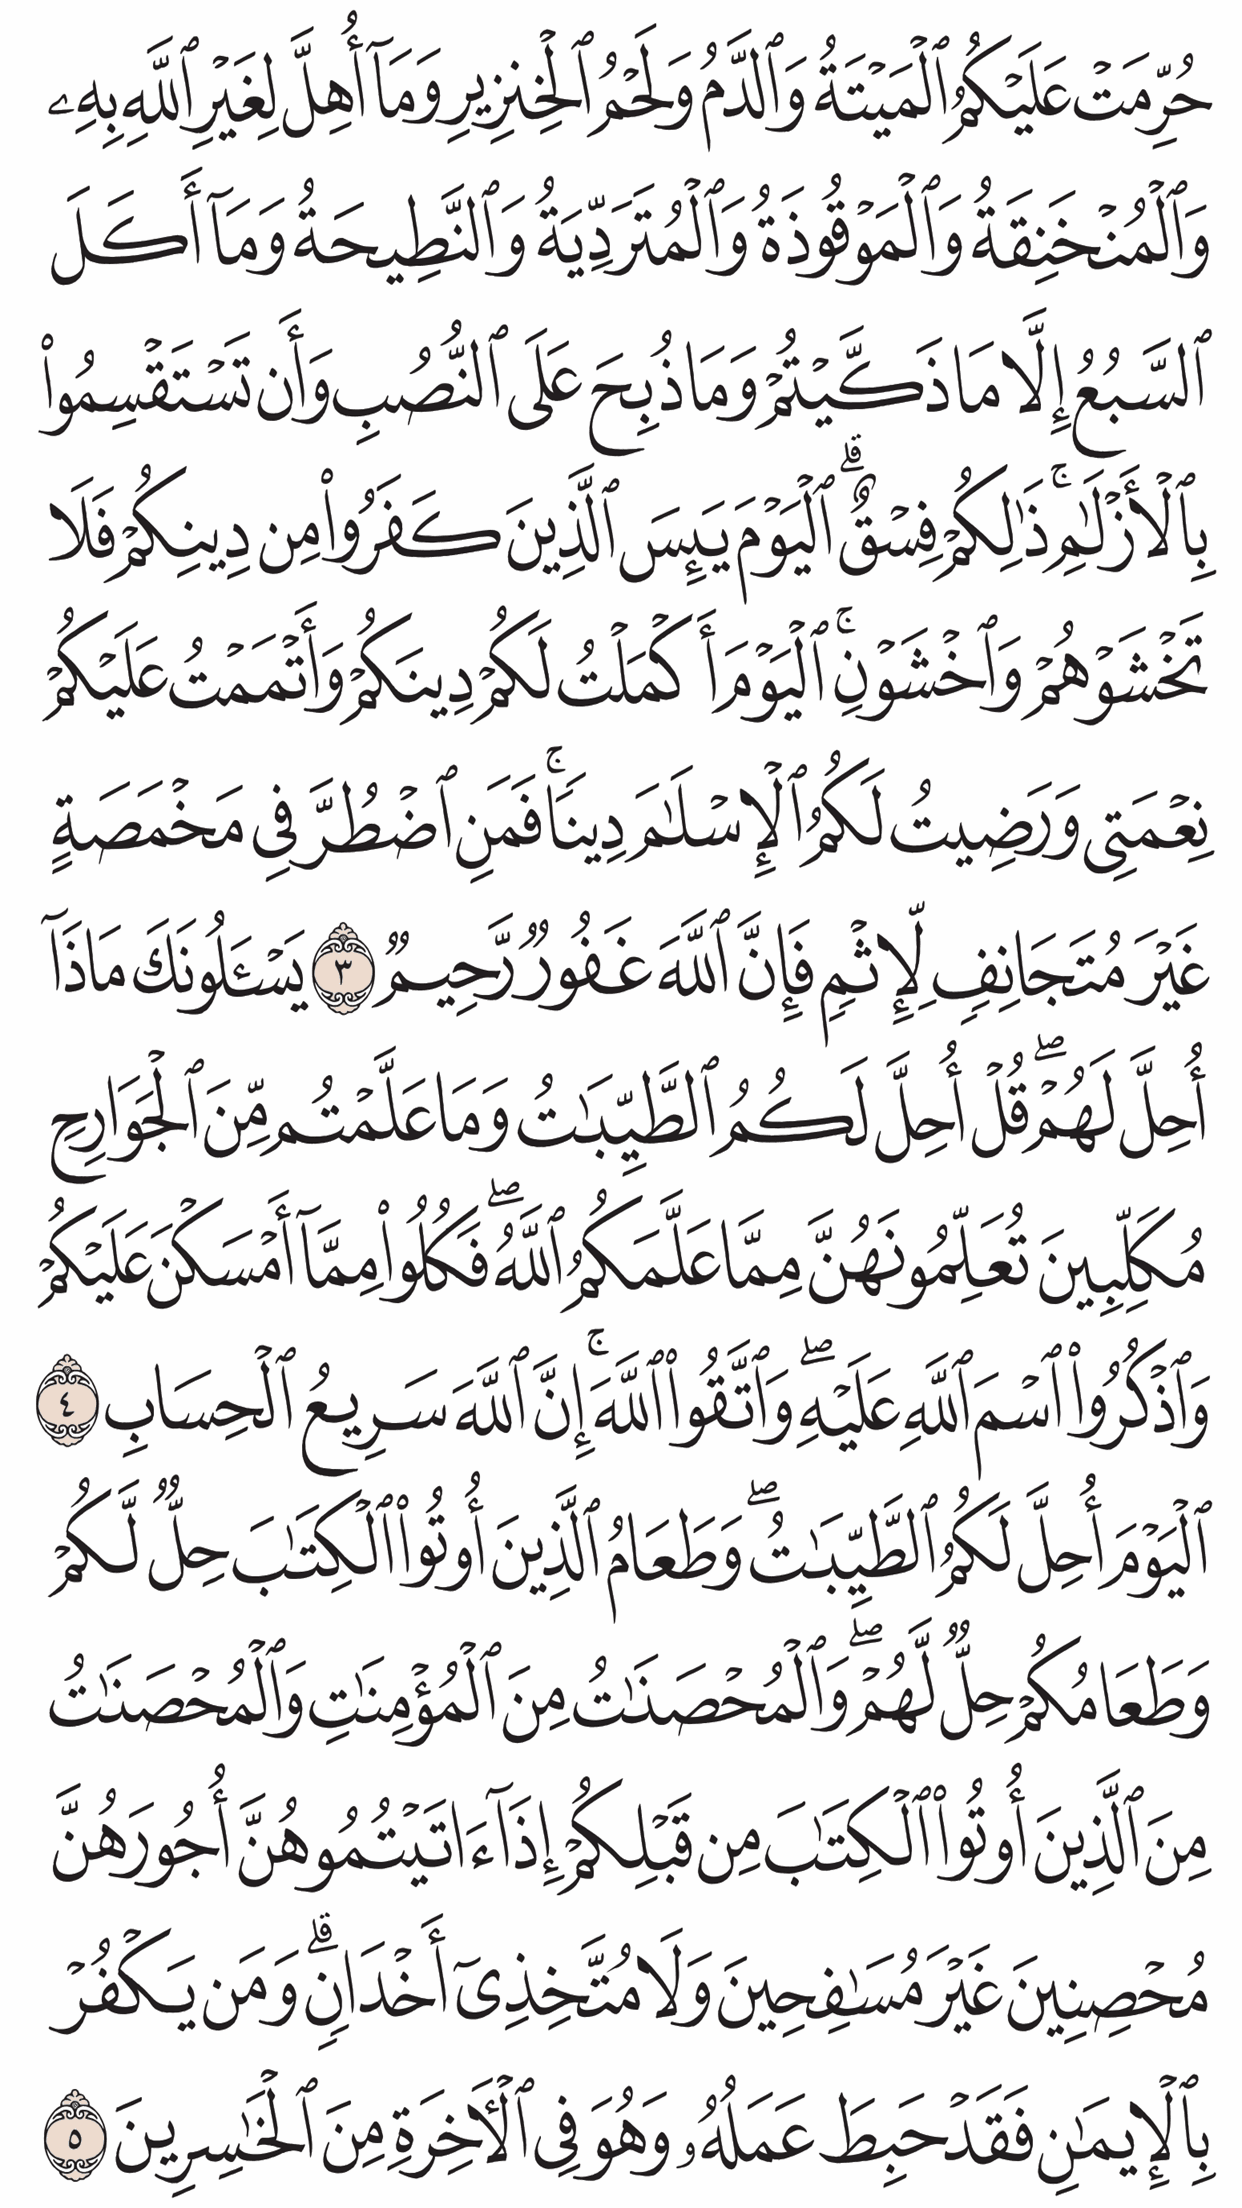 حُرِّمَتۡ عَلَيۡكُمُ ٱلۡمَيۡتَةُ وَٱلدَّمُ وَلَحۡمُ ٱلۡخِنزِيرِ وَمَآ أُهِلَّ لِغَيۡرِ ٱللَّهِ بِهِۦ
وَٱلۡمُنۡخَنِقَةُ وَٱلۡمَوۡقُوذَةُ وَٱلۡمُتَرَدِّيَةُ وَٱلنَّطِيحَةُ وَمَآ أَكَلَ
ٱلسَّبُعُ إِلَّا مَا ذَكَّيۡتُمۡ وَمَا ذُبِحَ عَلَى ٱلنُّصُبِ وَأَن تَسۡتَقۡسِمُواْ
بِٱلۡأَزۡلَٰمِۚ ذَٰلِكُمۡ فِسۡقٌۗ ٱلۡيَوۡمَ يَئِسَ ٱلَّذِينَ كَفَرُواْ مِن دِينِكُمۡ فَلَا
تَخۡشَوۡهُمۡ وَٱخۡشَوۡنِۚ ٱلۡيَوۡمَ أَكۡمَلۡتُ لَكُمۡ دِينَكُمۡ وَأَتۡمَمۡتُ عَلَيۡكُمۡ
نِعۡمَتِي وَرَضِيتُ لَكُمُ ٱلۡإِسۡلَٰمَ دِينٗاۚ فَمَنِ ٱضۡطُرَّ فِي مَخۡمَصَةٍ
غَيۡرَ مُتَجَانِفٖ لِّإِثۡمٖ فَإِنَّ ٱللَّهَ غَفُورٞ رَّحِيمٞ ٣ يَسۡـَٔلُونَكَ مَاذَآ
أُحِلَّ لَهُمۡۖ قُلۡ أُحِلَّ لَكُمُ ٱلطَّيِّبَٰتُ وَمَا عَلَّمۡتُم مِّنَ ٱلۡجَوَارِحِ
مُكَلِّبِينَ تُعَلِّمُونَهُنَّ مِمَّا عَلَّمَكُمُ ٱللَّهُۖ فَكُلُواْ مِمَّآ أَمۡسَكۡنَ عَلَيۡكُمۡ
وَٱذۡكُرُواْ ٱسۡمَ ٱللَّهِ عَلَيۡهِۖ وَٱتَّقُواْ ٱللَّهَۚ إِنَّ ٱللَّهَ سَرِيعُ ٱلۡحِسَابِ ٤
ٱلۡيَوۡمَ أُحِلَّ لَكُمُ ٱلطَّيِّبَٰتُۖ وَطَعَامُ ٱلَّذِينَ أُوتُواْ ٱلۡكِتَٰبَ حِلّٞ لَّكُمۡ
وَطَعَامُكُمۡ حِلّٞ لَّهُمۡۖ وَٱلۡمُحۡصَنَٰتُ مِنَ ٱلۡمُؤۡمِنَٰتِ وَٱلۡمُحۡصَنَٰتُ
مِنَ ٱلَّذِينَ أُوتُواْ ٱلۡكِتَٰبَ مِن قَبۡلِكُمۡ إِذَآ ءَاتَيۡتُمُوهُنَّ أُجُورَهُنَّ
مُحۡصِنِينَ غَيۡرَ مُسَٰفِحِينَ وَلَا مُتَّخِذِيٓ أَخۡدَانٖۗ وَمَن يَكۡفُرۡ
بِٱلۡإِيمَٰنِ فَقَدۡ حَبِطَ عَمَلُهُۥ وَهُوَ فِي ٱلۡأٓخِرَةِ مِنَ ٱلۡخَٰسِرِينَ ٥